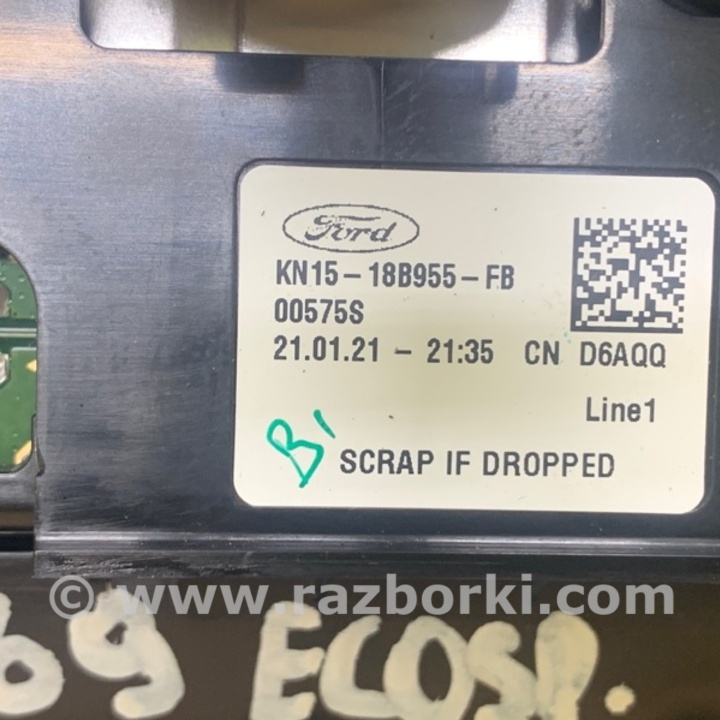 Ford
KN15-18B955-FB
00575S
21.01.21 - 21:35 CN D6AQQ
Line1
B1
SCRAP IF DROPPED
© www.razborki.com
69 ECOSP.